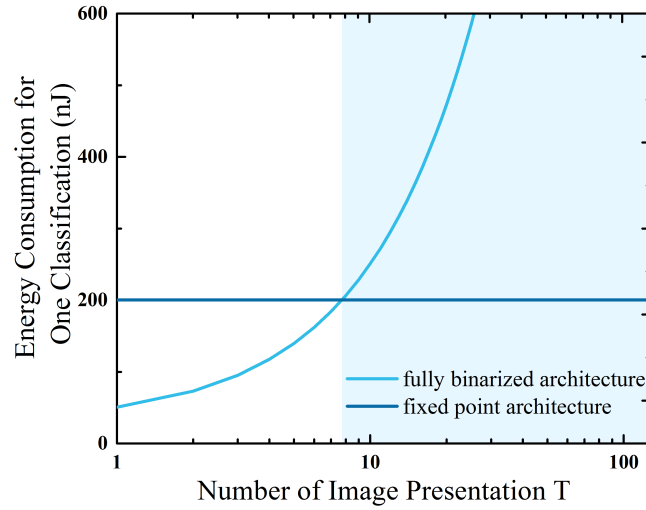 Energy Consumption for
One Classification (nJ)
600
400
200
0
fully binarized architecture
fixed point architecture
1
10
100
Number of Image Presentation T